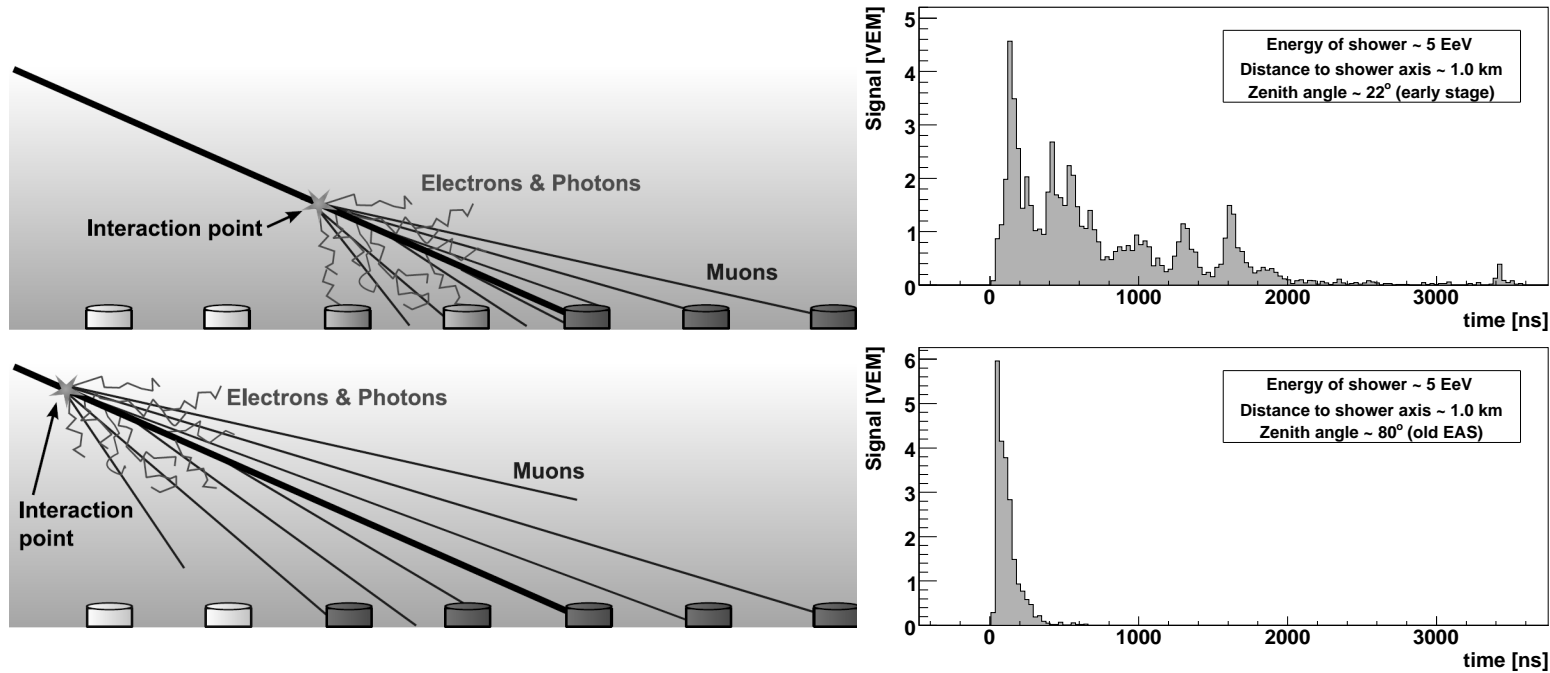 Electrons & Photons
Interaction point
Muons
Signal [VEM]
5
4
3
2
1
0
Energy of shower ~ 5 EeV
Distance to shower axis ~ 1.0 km
Zenith angle ~ 22° (early stage)
0 1000 2000 3000
time [ns]
Electrons & Photons
Muons
Interaction
point
Signal [VEM]
6
5
4
3
2
1
0
Energy of shower ~ 5 EeV
Distance to shower axis ~ 1.0 km
Zenith angle ~ 80° (old EAS)
0 1000 2000 3000
time [ns]